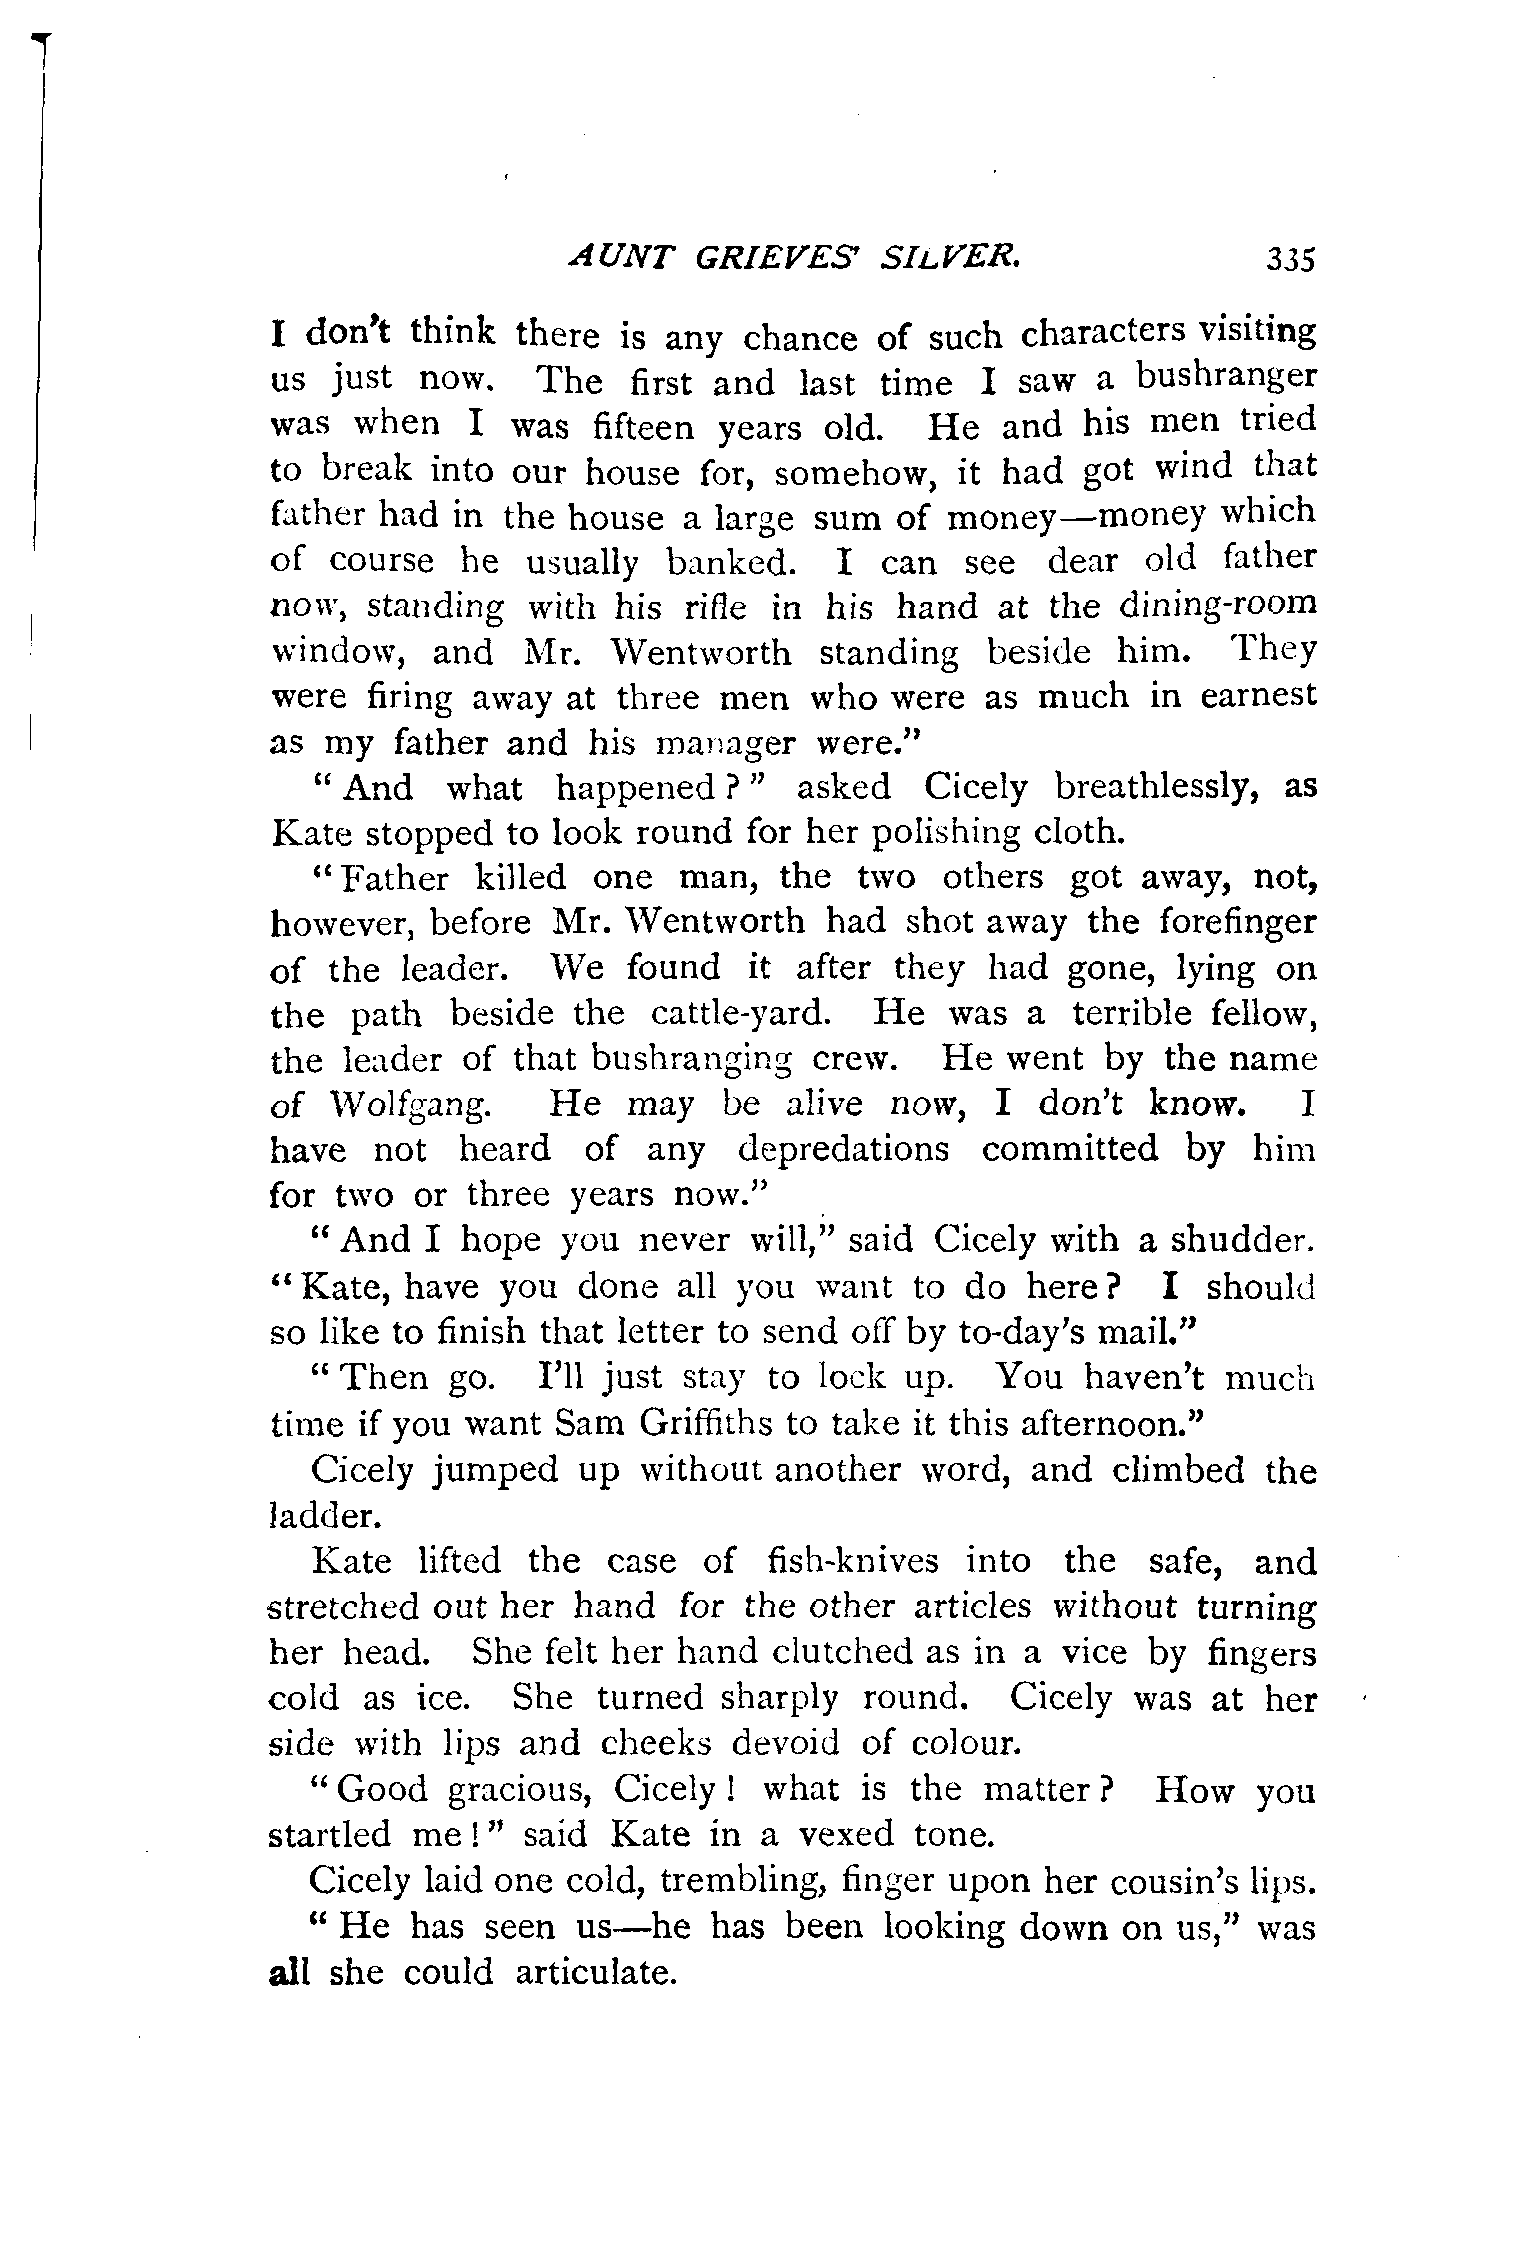 AUNT GRIEVES' SILVER. 335
I don't think there is any chance of such characters visiting
us just now. The first and last time I saw a bushranger
was when I was fifteen years old. He and his men tried
to break into our house for, somehow, it had got wind that
father had in the house a large sum of money—money which
of course he usually banked. I can see dear old father
now, standing with his rifle in his hand at the dining-room
window, and Mr. Wentworth standing beside him. They
were firing away at three men who were as much in earnest
as my father and his manager were."
"And what happened?" asked Cicely breathlessly, as
Kate stopped to look round for her polishing cloth.
"Father killed one man, the two others got away, not,
however, before Mr. Wentworth had shot away the forefinger
of the leader. We found it after they had gone, lying on
the path beside the cattle-yard. He was a terrible fellow,
the leader of that bushranging crew. He went by the name
of Wolfgang. He may be alive now, I don't know. I
have not heard of any depredations committed by him
for two or three years now."
"And I hope you never will," said Cicely with a shudder.
"Kate, have you done all you want to do here? I should
so like to finish that letter to send off by to-day's mail."
"Then go. I'll just stay to lock up. You haven't much
time if you want Sam Griffiths to take it this afternoon."
Cicely jumped up without another word, and climbed the
ladder.
Kate lifted the case of fish-knives into the safe, and
stretched out her hand for the other articles without turning
her head. She felt her hand clutched as in a vice by fingers
cold as ice. She turned sharply round. Cicely was at her
side with lips and cheeks devoid of colour.
"Good gracious, Cicely! what is the matter? How you
startled me!" said Kate in a vexed tone.
Cicely laid one cold, trembling, finger upon her cousin's lips.
"He has seen us—he has been looking down on us," was
all she could articulate.